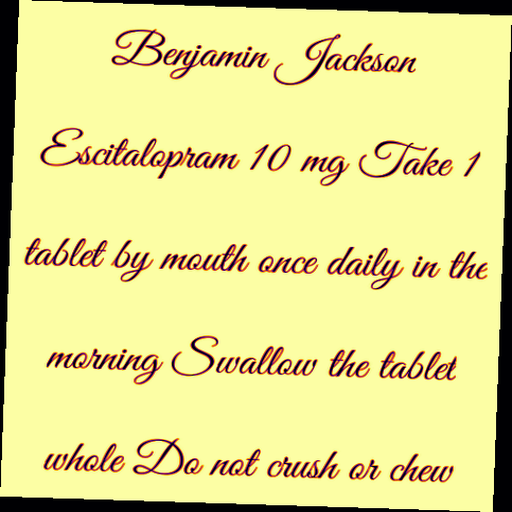 Benjamin Jackson
Escitalopram 10 mg Take 1
tablet by mouth once daily in the
morning Swallow the tablet
whole Do not crush or chew